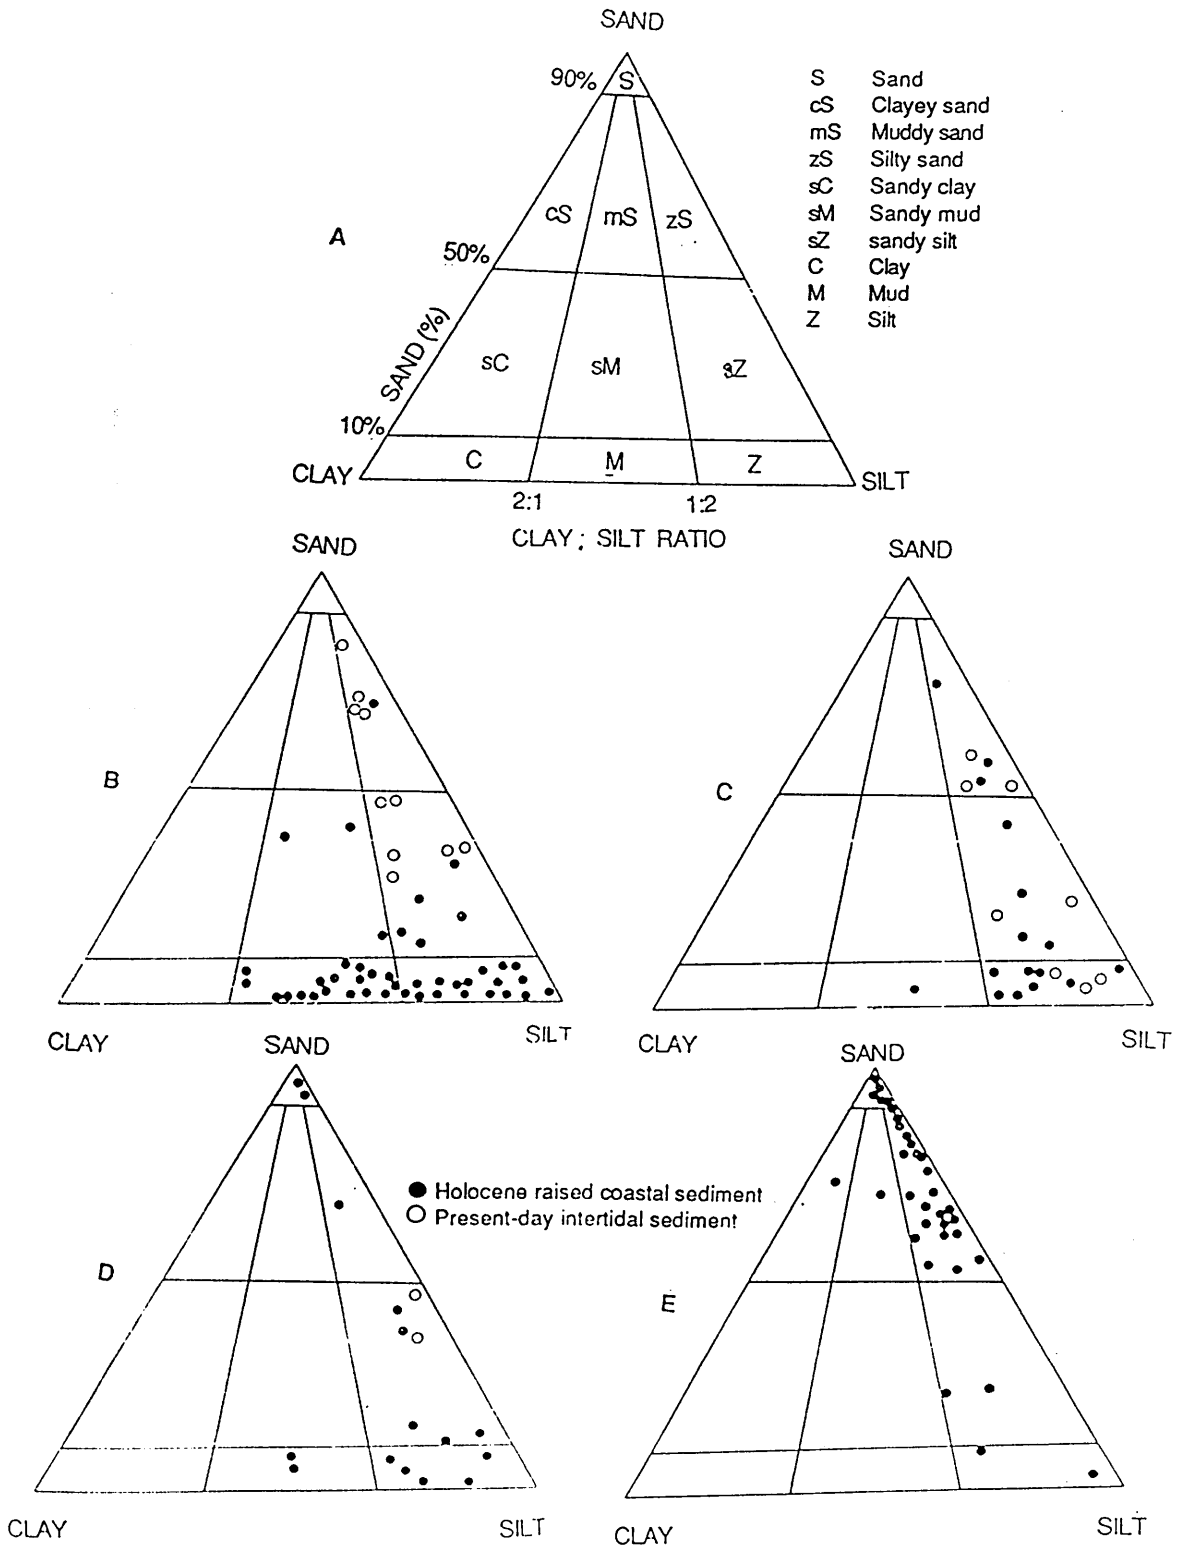 SAND
90%
S
S Sand
cS Clayey sand
mS Muddy sand
zS Silty sand
sC Sandy clay
sM Sandy mud
sZ sandy silt
C Clay
M Mud
Z Silt
cS mS zS
A
50%
SAND (%)
sC sM sZ
10%
C M Z
CLAY SILT
2:1 1:2
CLAY : SILT RATIO
SAND
SAND
B
C
CLAY SILT
CLAY SILT
SAND
SAND
Holocene raised coastal sediment
Present-day intertidal sediment
D
E
CLAY SILT
CLAY SILT